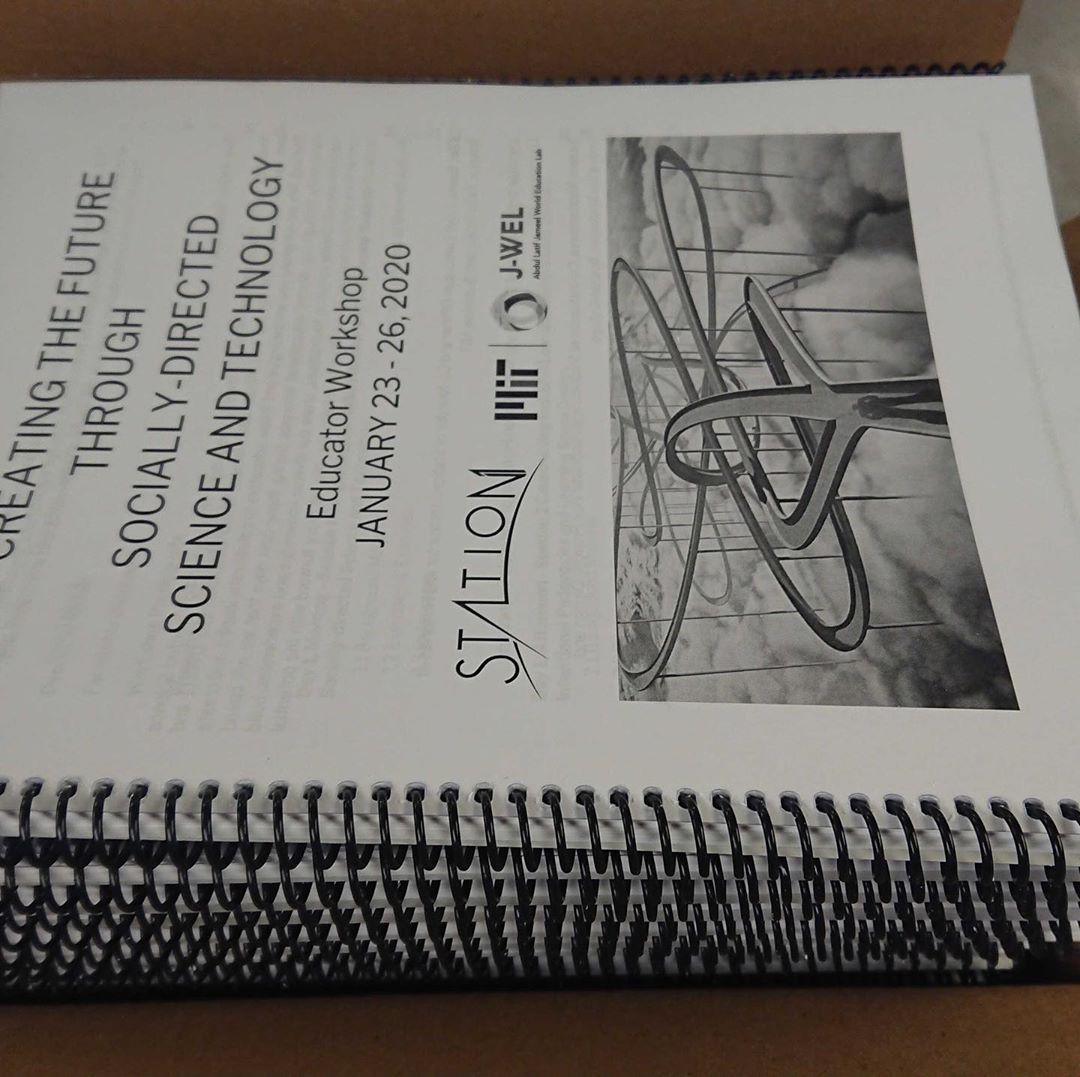 CREATING THE FUTURE
THROUGH
SOCIALLY-DIRECTED
SCIENCE AND TECHNOLOGY
Educator Workshop
JANUARY 23 - 26, 2020
STATION
MIT
J-WEL
Abdul Latif Jameel World Education Lab